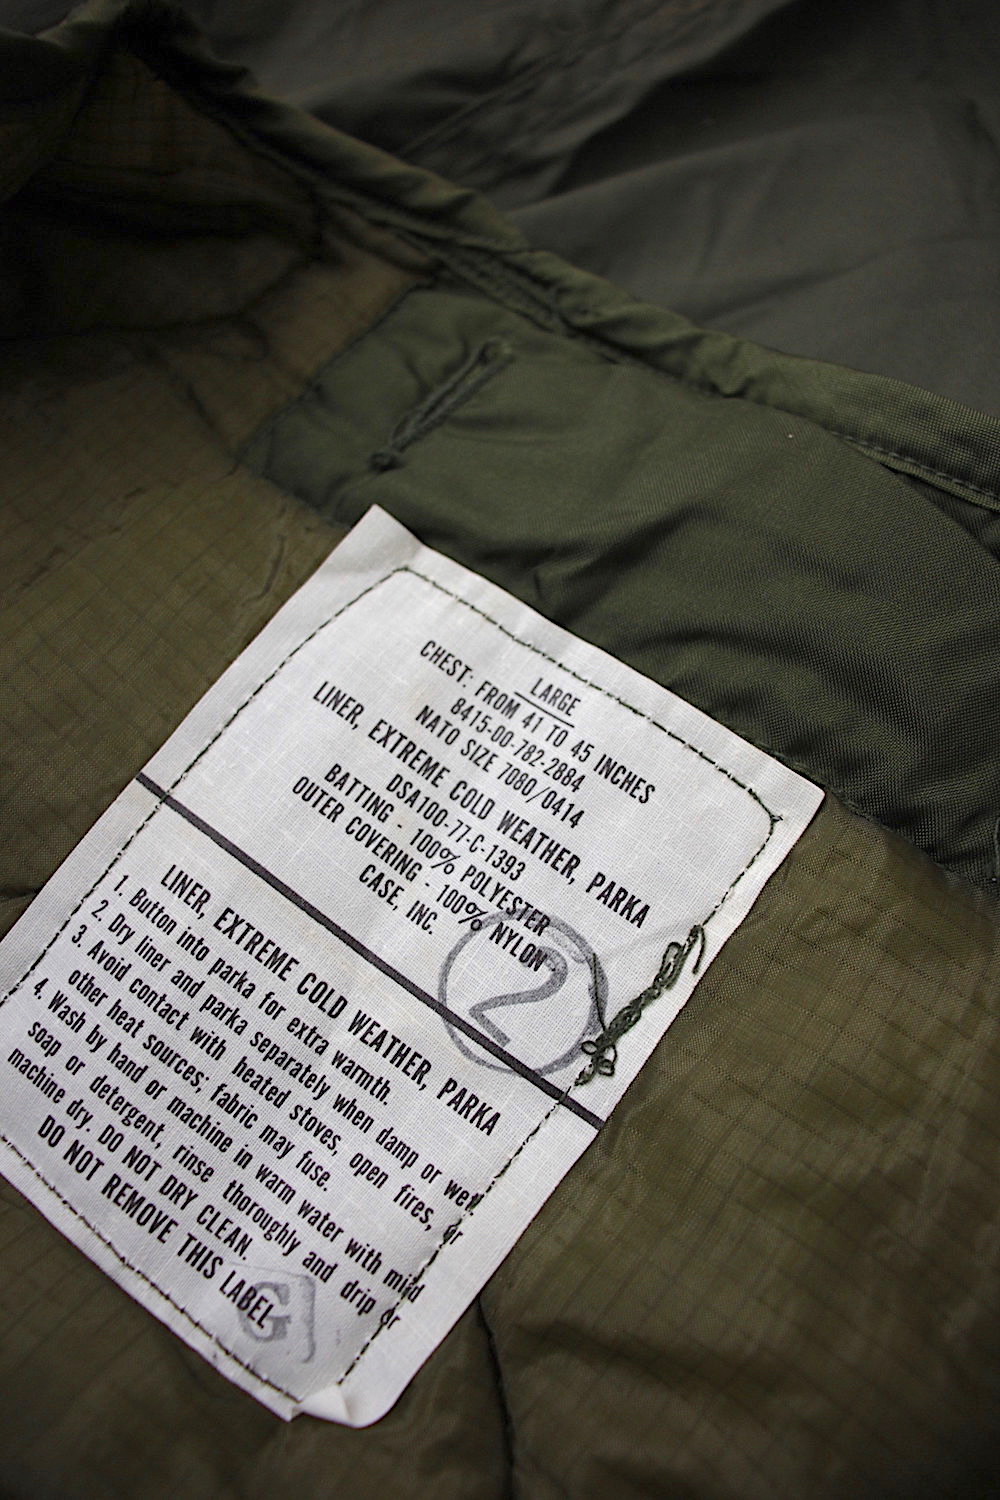 LARGE
CHEST: FROM 41 TO 45 INCHES
8415-00-782-2884
NATO SIZE 7080/0414
LINER, EXTREME COLD WEATHER, PARKA
DSA100-77-C-1393
BATTING - 100% POLYESTER
OUTER COVERING - 100% NYLON
CASE, INC.
2
LINER, EXTREME COLD WEATHER, PARKA
1. Button into parka for extra warmth.
2. Dry liner and parka separately when damp or wet.
3. Avoid contact with heated stoves, open fires, or
other heat sources; fabric may fuse.
4. Wash by hand or machine in warm water with mild
soap or detergent, rinse thoroughly and drip or
machine dry. DO NOT DRY CLEAN.
DO NOT REMOVE THIS LABEL
G